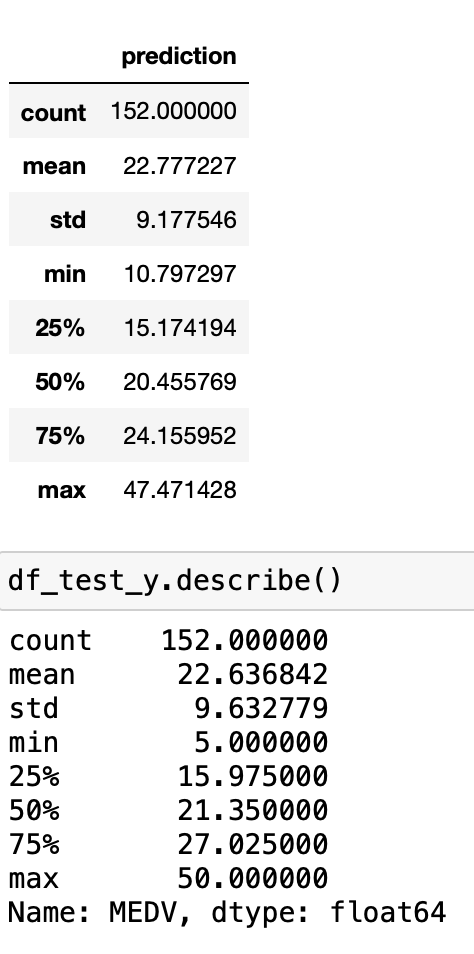 prediction
count 152.000000
mean 22.777227
std 9.177546
min 10.797297
25% 15.174194
50% 20.455769
75% 24.155952
max 47.471428
df_test_y.describe()
count 152.000000
mean 22.636842
std 9.632779
min 5.000000
25% 15.975000
50% 21.350000
75% 27.025000
max 50.000000
Name: MEDV, dtype: float64